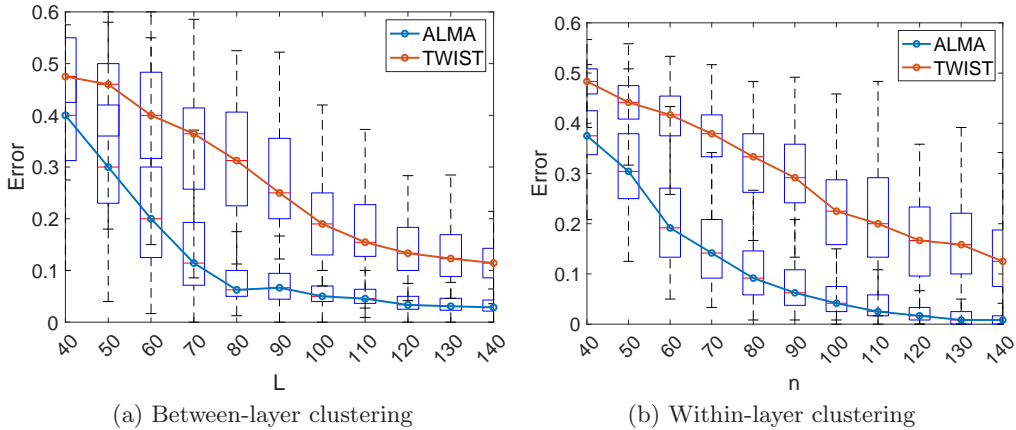 0.6
0.5
0.4
0.3
0.2
0.1
0
Error
40 50 60 70 80 90 100 110 120 130 140
L
ALMA
TWIST
(a) Between-layer clustering
0.6
0.5
0.4
0.3
0.2
0.1
0
Error
40 50 60 70 80 90 100 110 120 130 140
n
ALMA
TWIST
(b) Within-layer clustering